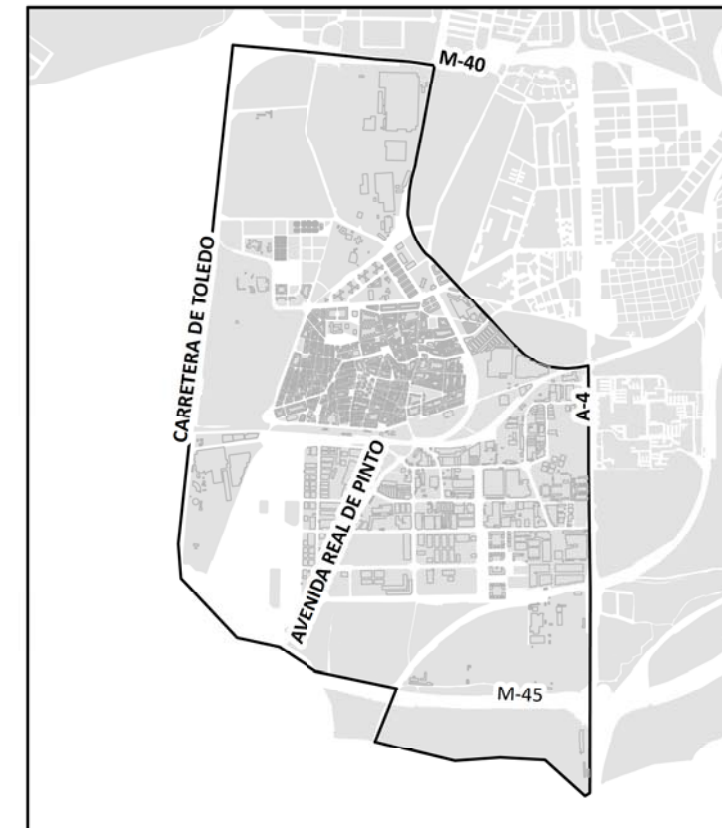 M-40
CARRETERA DE TOLEDO
A-4
AVENIDA REAL DE PINTO
M-45